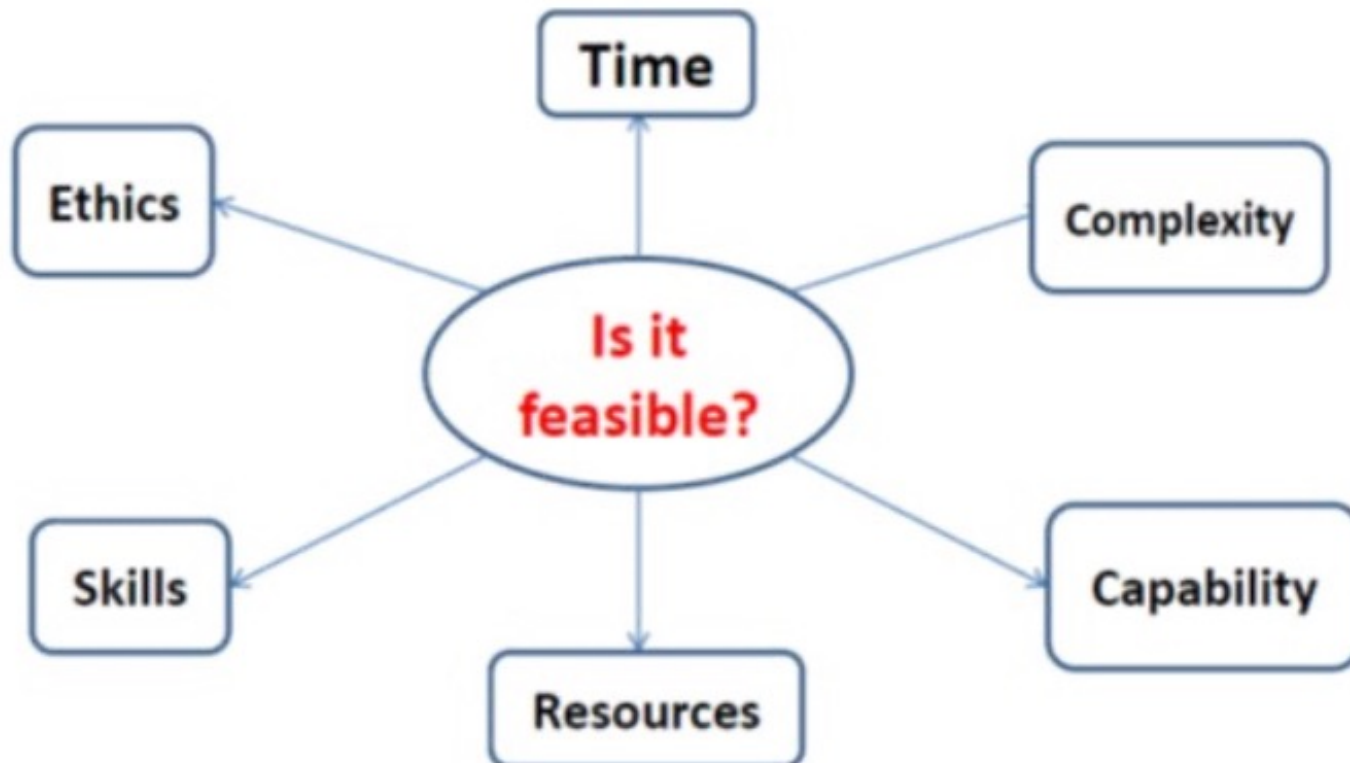 Time
Ethics
Complexity
Is it
feasible?
Skills
Capability
Resources